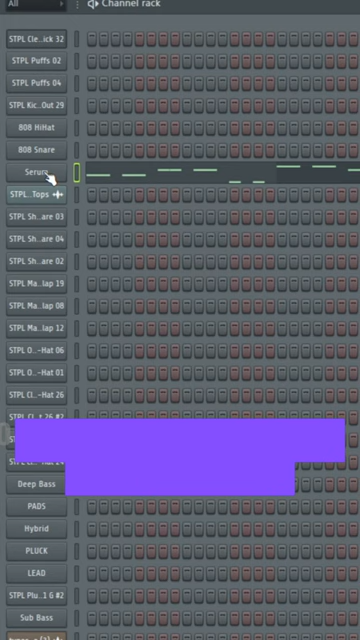 All
Channel rack
STPL Cle..ick 32
STPL Puffs 02
STPL Puffs 04
STPL Kic..Out 29
808 HiHat
808 Snare
Serum
STPL..Tops
STPL Sh..are 03
STPL Sh..are 04
STPL Sh..are 02
STPL Ma..lap 19
STPL Ma..lap 08
STPL Ma..lap 12
STPL O..-Hat 06
STPL O..-Hat 01
STPL Cl..-Hat 26
Deep Bass
PADS
Hybrid
PLUCK
LEAD
STPL Plu..1 G #2
Sub Bass